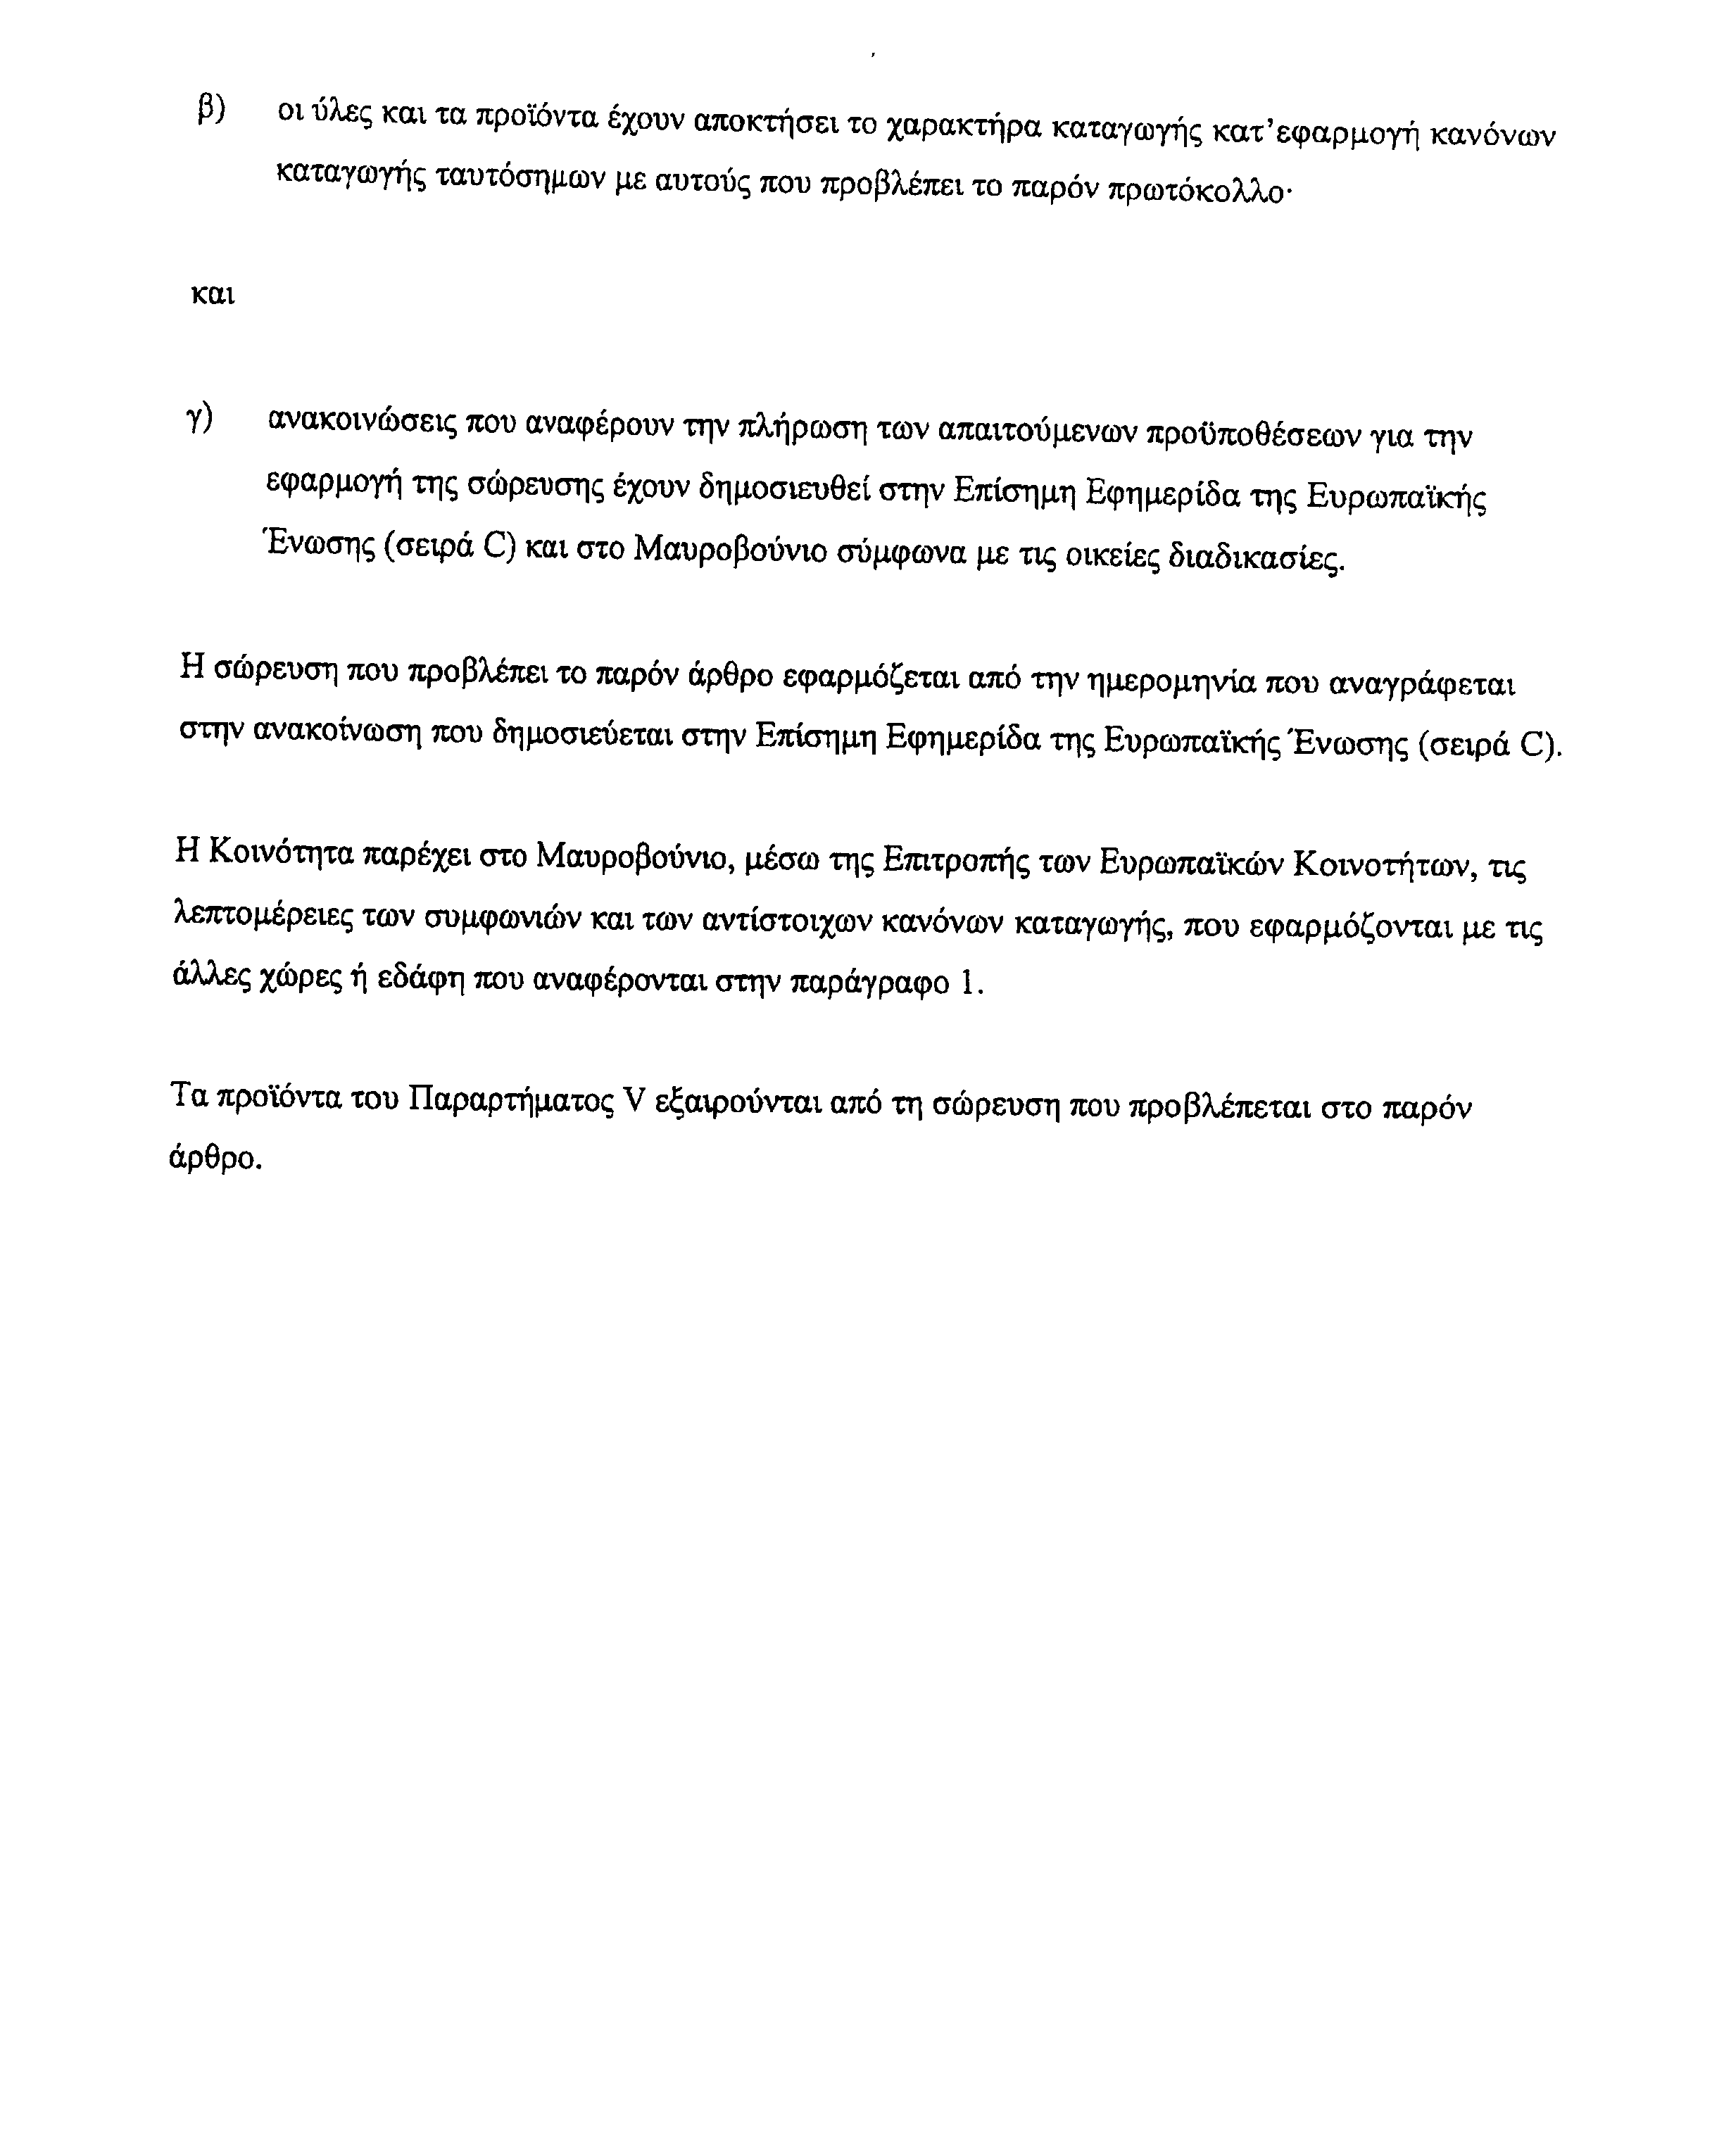 β) οι ύλες και τα προϊόντα έχουν αποκτήσει το χαρακτήρα καταγωγής κατ’εφαρμογή κανόνων
καταγωγής ταυτόσημων με αυτούς που προβλέπει το παρόν πρωτόκολλο·
και
γ) ανακοινώσεις που αναφέρουν την πλήρωση των απαιτούμενων προϋποθέσεων για την
εφαρμογή της σώρευσης έχουν δημοσιευθεί στην Επίσημη Εφημερίδα της Ευρωπαϊκής
Ένωσης (σειρά C) και στο Μαυροβούνιο σύμφωνα με τις οικείες διαδικασίες.
Η σώρευση που προβλέπει το παρόν άρθρο εφαρμόζεται από την ημερομηνία που αναγράφεται
στην ανακοίνωση που δημοσιεύεται στην Επίσημη Εφημερίδα της Ευρωπαϊκής Ένωσης (σειρά C).
Η Κοινότητα παρέχει στο Μαυροβούνιο, μέσω της Επιτροπής των Ευρωπαϊκών Κοινοτήτων, τις
λεπτομέρειες των συμφωνιών και των αντίστοιχων κανόνων καταγωγής, που εφαρμόζονται με τις
άλλες χώρες ή εδάφη που αναφέρονται στην παράγραφο 1.
Τα προϊόντα του Παραρτήματος V εξαιρούνται από τη σώρευση που προβλέπεται στο παρόν
άρθρο.